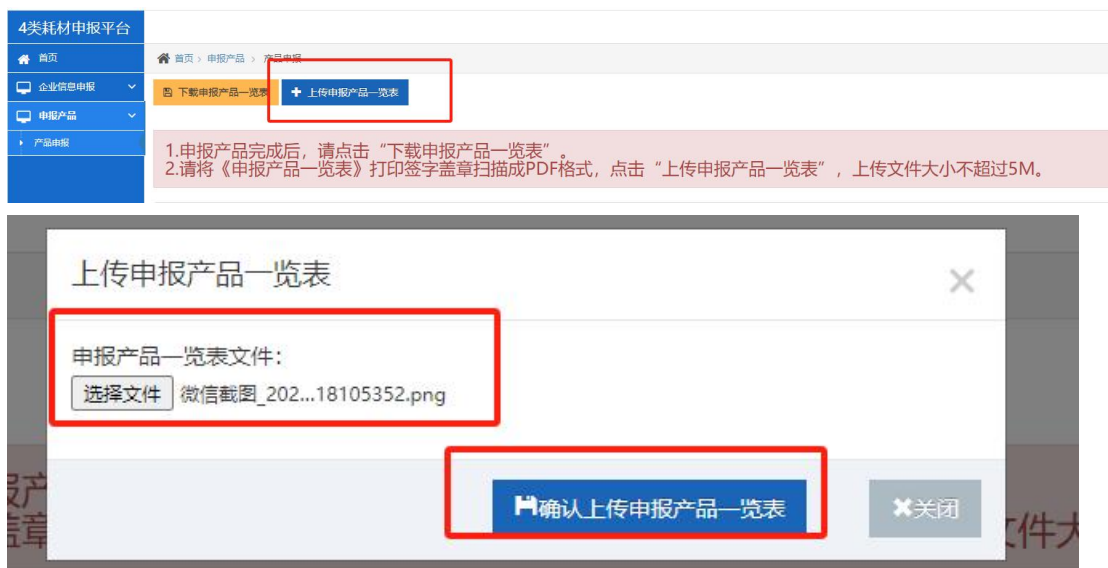 4类耗材申报平台
首页
首页 › 申报产品 › 产品申报
企业信息申报
下载申报产品一览表
上传申报产品一览表
申报产品
产品申报
1.申报产品完成后，请点击“下载申报产品一览表”。
2.请将《申报产品一览表》打印签字盖章扫描成PDF格式，点击“上传申报产品一览表”，上传文件大小不超过5M。
上传申报产品一览表
申报产品一览表文件：
选择文件 微信截图_202...18105352.png
确认上传申报产品一览表
关闭
报产
盖章
文件大